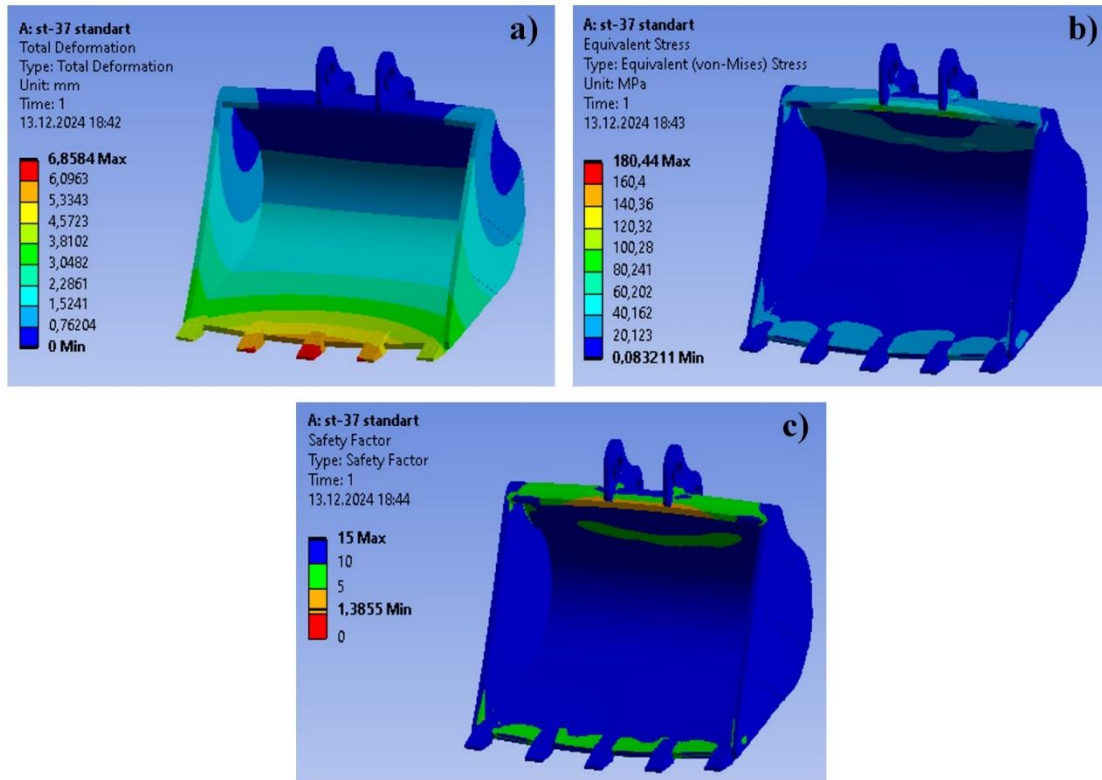 A: st-37 standart
Total Deformation
Type: Total Deformation
Unit: mm
Time: 1
13.12.2024 18:42
6,8584 Max
6,0963
5,3343
4,5723
3,8102
3,0482
2,2861
1,5241
0,76204
0 Min
a)
A: st-37 standart
Equivalent Stress
Type: Equivalent (von-Mises) Stress
Unit: MPa
Time: 1
13.12.2024 18:43
180,44 Max
160,4
140,36
120,32
100,28
80,241
60,202
40,162
20,123
0,083211 Min
b)
A: st-37 standart
Safety Factor
Type: Safety Factor
Time: 1
13.12.2024 18:44
15 Max
10
5
1,3855 Min
0
c)